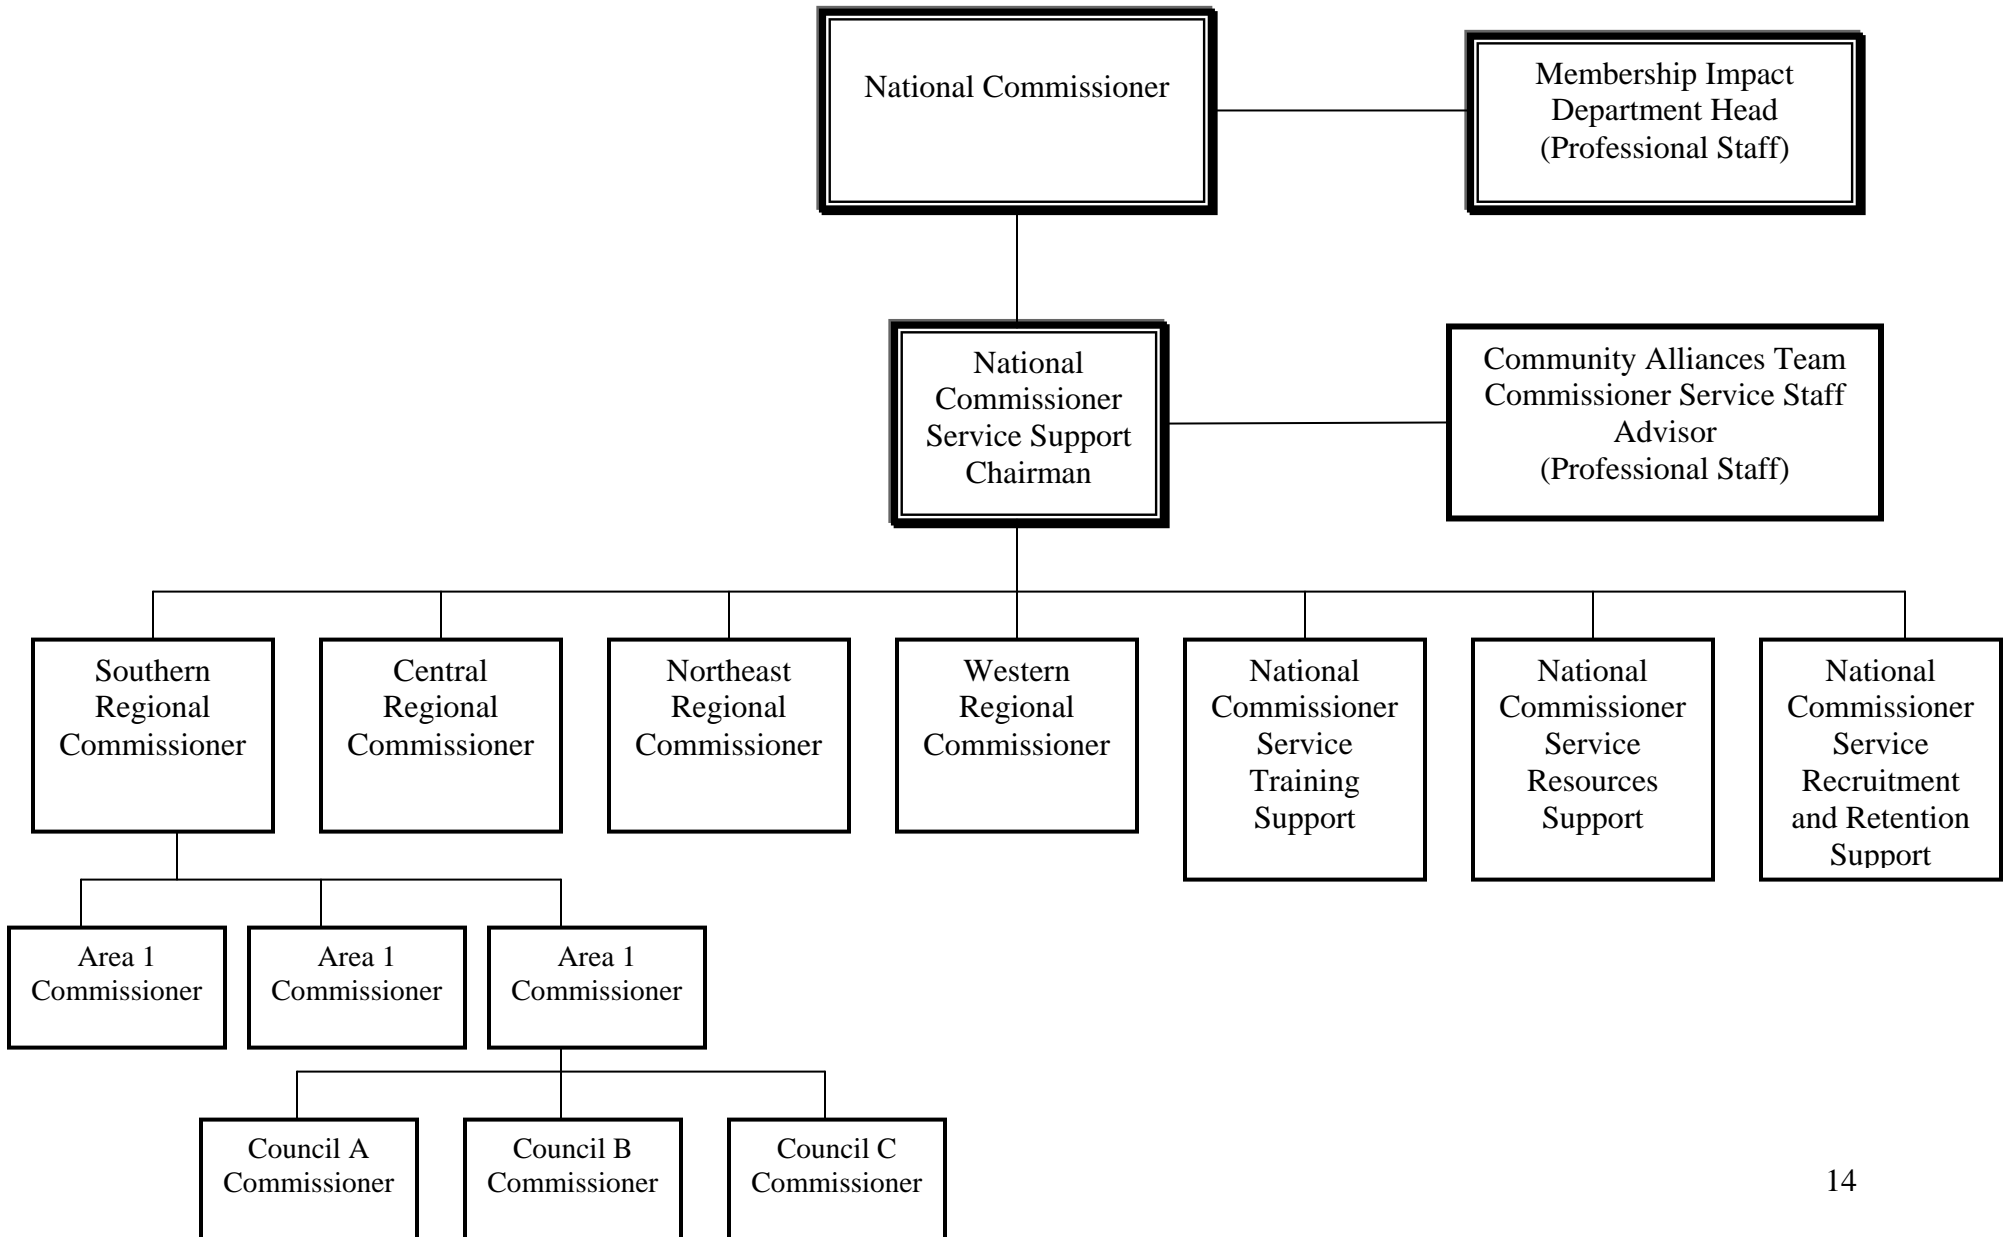 National Commissioner
Membership Impact
Department Head
(Professional Staff)
National
Commissioner
Service Support
Chairman
Community Alliances Team
Commissioner Service Staff
Advisor
(Professional Staff)
Southern
Regional
Commissioner
Central
Regional
Commissioner
Northeast
Regional
Commissioner
Western
Regional
Commissioner
National
Commissioner
Service
Training
Support
National
Commissioner
Service
Resources
Support
National
Commissioner
Service
Recruitment
and Retention
Support
Area 1
Commissioner
Area 1
Commissioner
Area 1
Commissioner
Council A
Commissioner
Council B
Commissioner
Council C
Commissioner
14